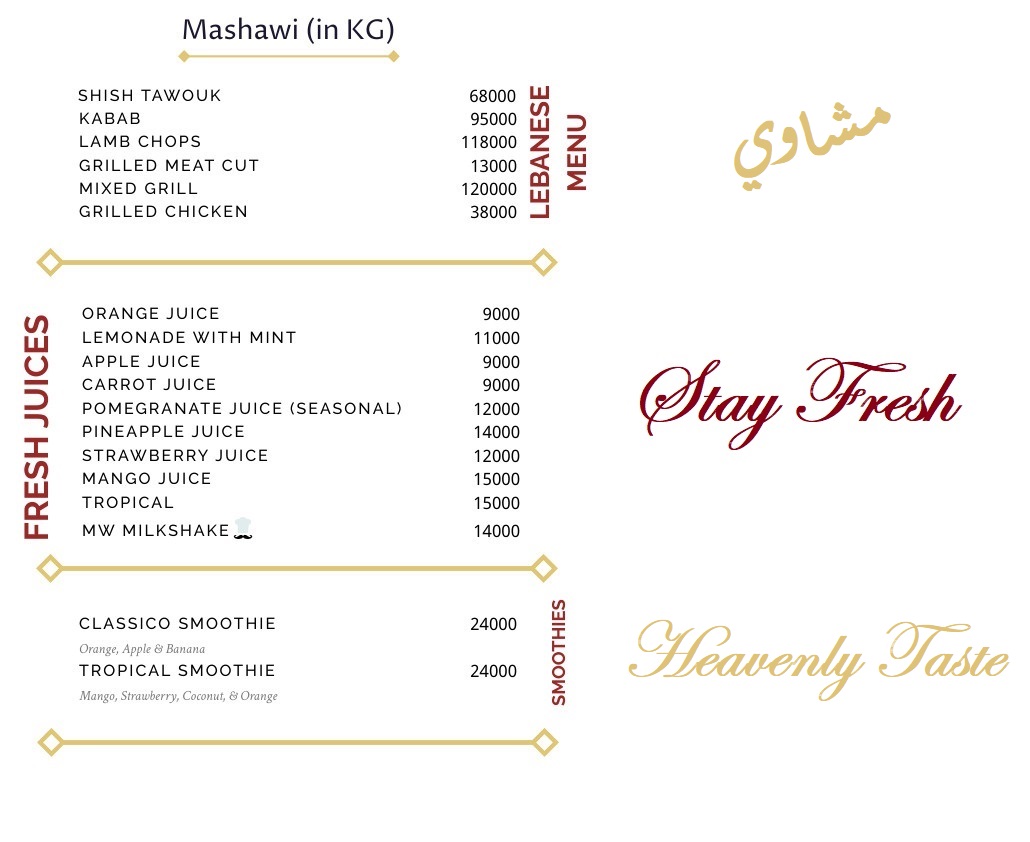 Mashawi (in KG)
SHISH TAWOUK 68000
KABAB 95000
LAMB CHOPS 118000
GRILLED MEAT CUT 13000
MIXED GRILL 120000
GRILLED CHICKEN 38000
LEBANESE
MENU
مشاوي
FRESH JUICES
ORANGE JUICE 9000
LEMONADE WITH MINT 11000
APPLE JUICE 9000
CARROT JUICE 9000
POMEGRANATE JUICE (SEASONAL) 12000
PINEAPPLE JUICE 14000
STRAWBERRY JUICE 12000
MANGO JUICE 15000
TROPICAL 15000
MW MILKSHAKE 14000
Stay Fresh
CLASSICO SMOOTHIE 24000
Orange, Apple & Banana
TROPICAL SMOOTHIE 24000
Mango, Strawberry, Coconut, & Orange
SMOOTHIES
Heavenly Taste